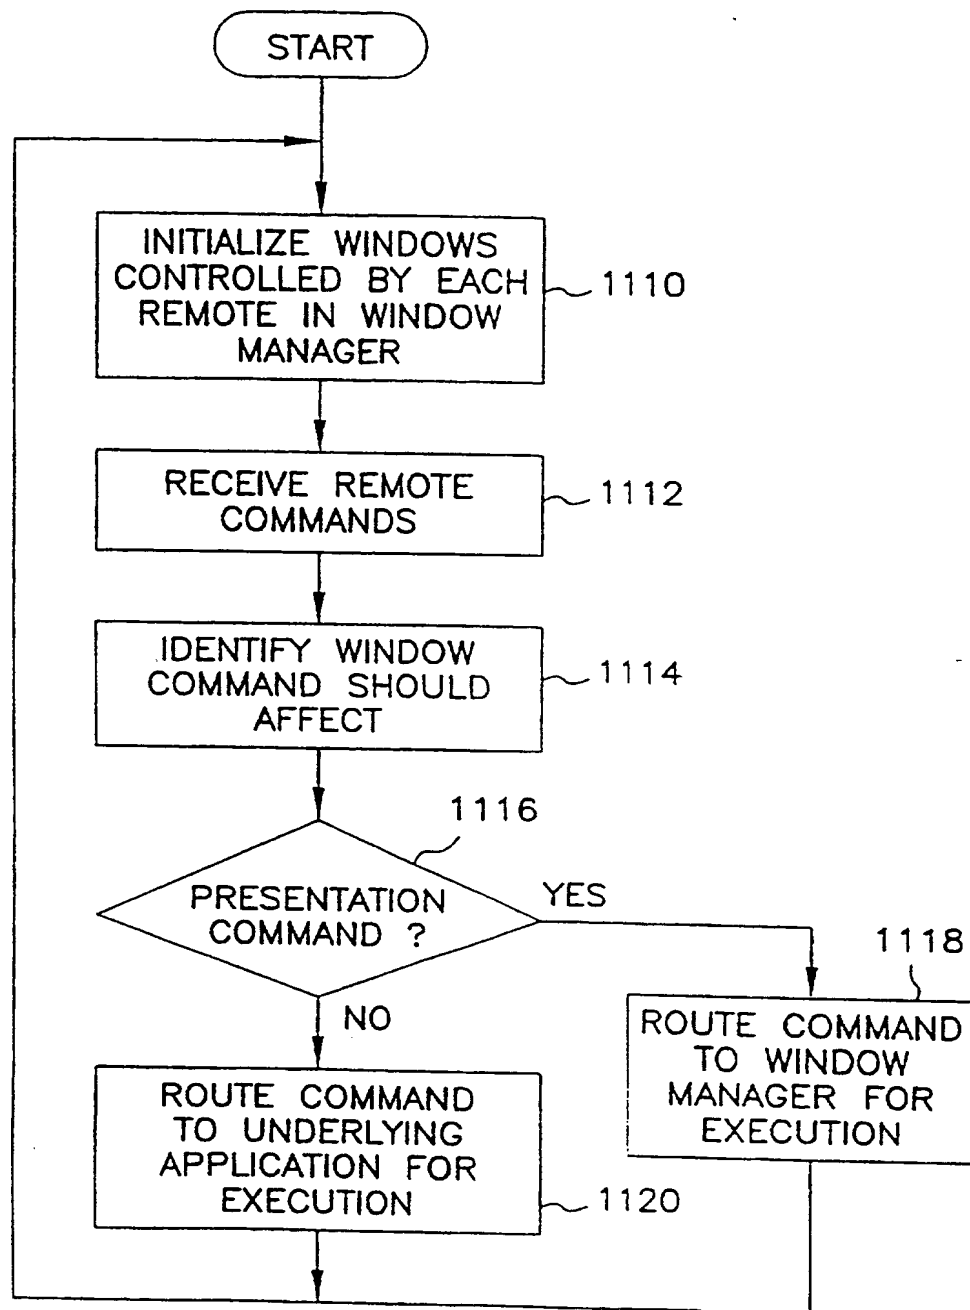 START
INITIALIZE WINDOWS
CONTROLLED BY EACH
REMOTE IN WINDOW
MANAGER
1110
RECEIVE REMOTE
COMMANDS
1112
IDENTIFY WINDOW
COMMAND SHOULD
AFFECT
1114
1116
PRESENTATION
COMMAND ?
YES
NO
1118
ROUTE COMMAND
TO WINDOW
MANAGER FOR
EXECUTION
ROUTE COMMAND
TO UNDERLYING
APPLICATION FOR
EXECUTION
1120